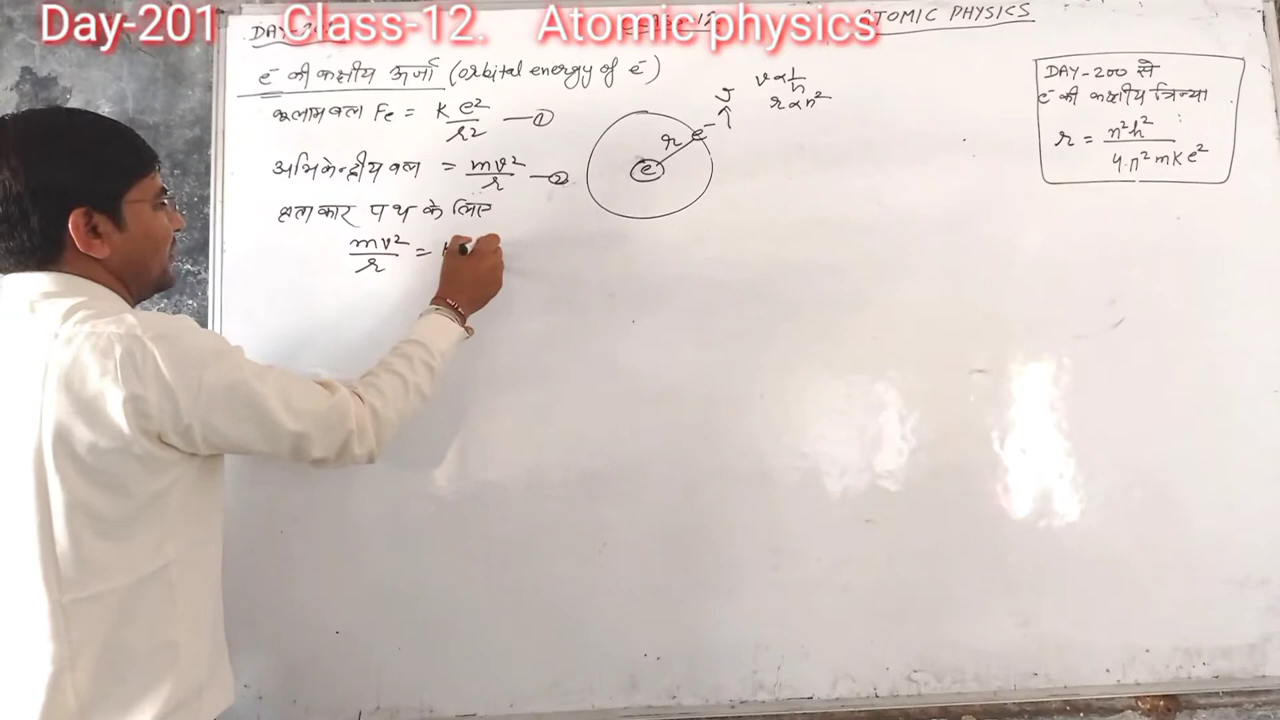 Day-201 Class-12. Atomic physics
ATOMIC PHYSICS
e⁻ की कक्षीय ऊर्जा (orbital energy of e⁻)
कूलाम बल Fe = K e²/r² —①
अभिकेन्द्रीय बल = mv²/r —②
वृत्ताकार पथ के लिए
mv²/r = K
v
e⁻
r
e
v ∝ 1/n
r ∝ n²
DAY-200 से
e⁻ की कक्षीय त्रिज्या
r = n²h²/4π²mKe²